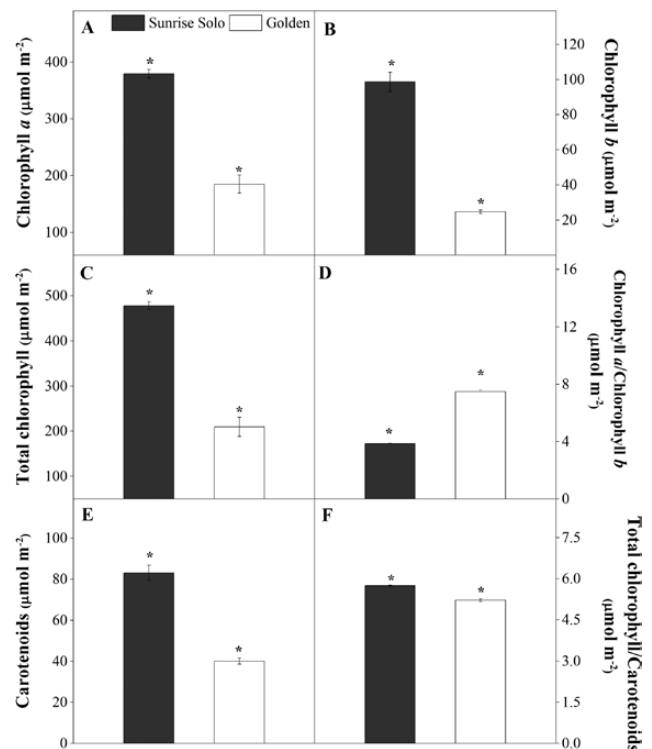 Sunrise Solo Golden
A
Chlorophyll a (μmol m⁻²)
400
300
200
100
*
*
B
Chlorophyll b (μmol m⁻²)
120
100
80
60
40
20
*
*
C
Total chlorophyll (μmol m⁻²)
500
400
300
200
100
*
*
D
Chlorophyll a/Chlorophyll b
(μmol m⁻²)
16
12
8
4
0
*
*
E
Carotenoids (μmol m⁻²)
100
80
60
40
20
0
*
*
F
Total chlorophyll/Carotenoids
(μmol m⁻²)
7.5
6.0
4.5
3.0
1.5
0.0
*
*